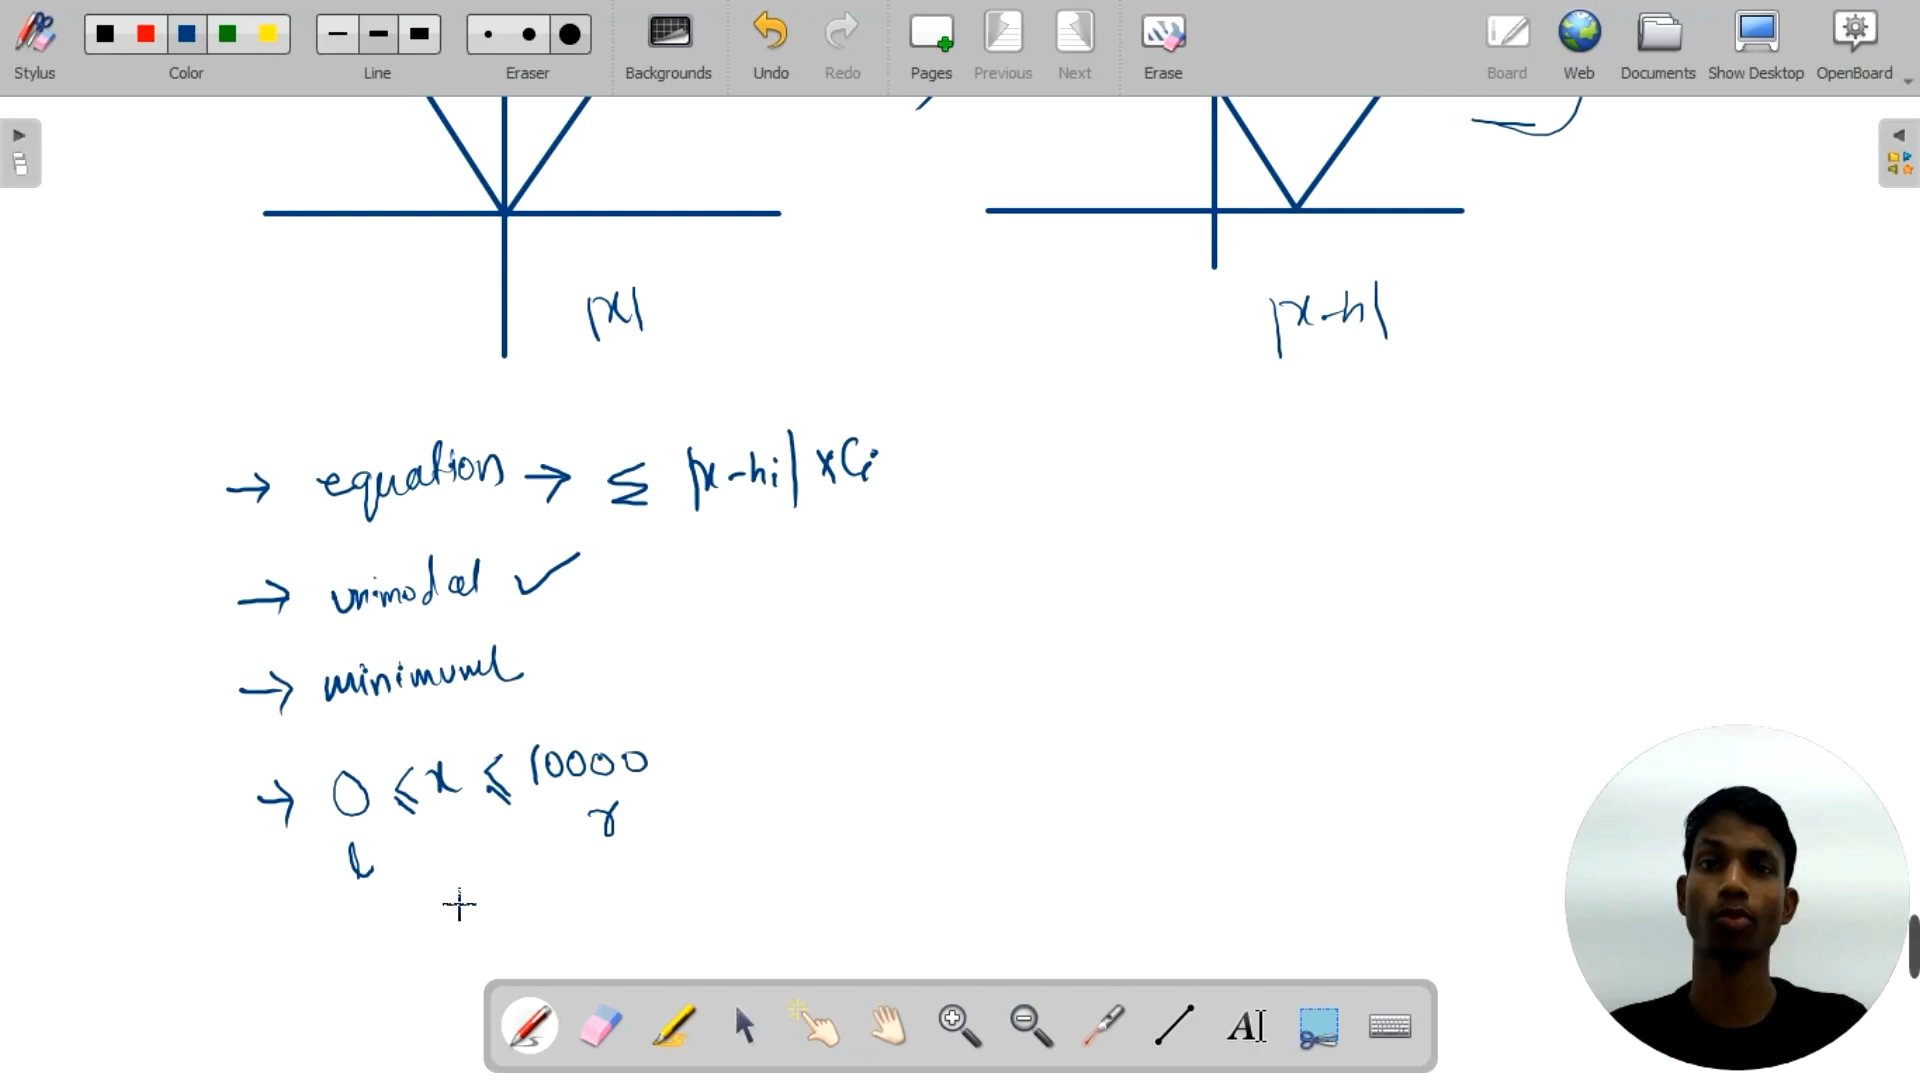 Stylus Color Line Eraser Backgrounds Undo Redo Pages Previous Next Erase Board Web Documents Show Desktop OpenBoard
|x| |x-h|
→ equation → ≤ |x-hi| × Ci
→ unimodal ✓
→ minimum
→ 0 ≤ x ≤ 10000
l r
AI